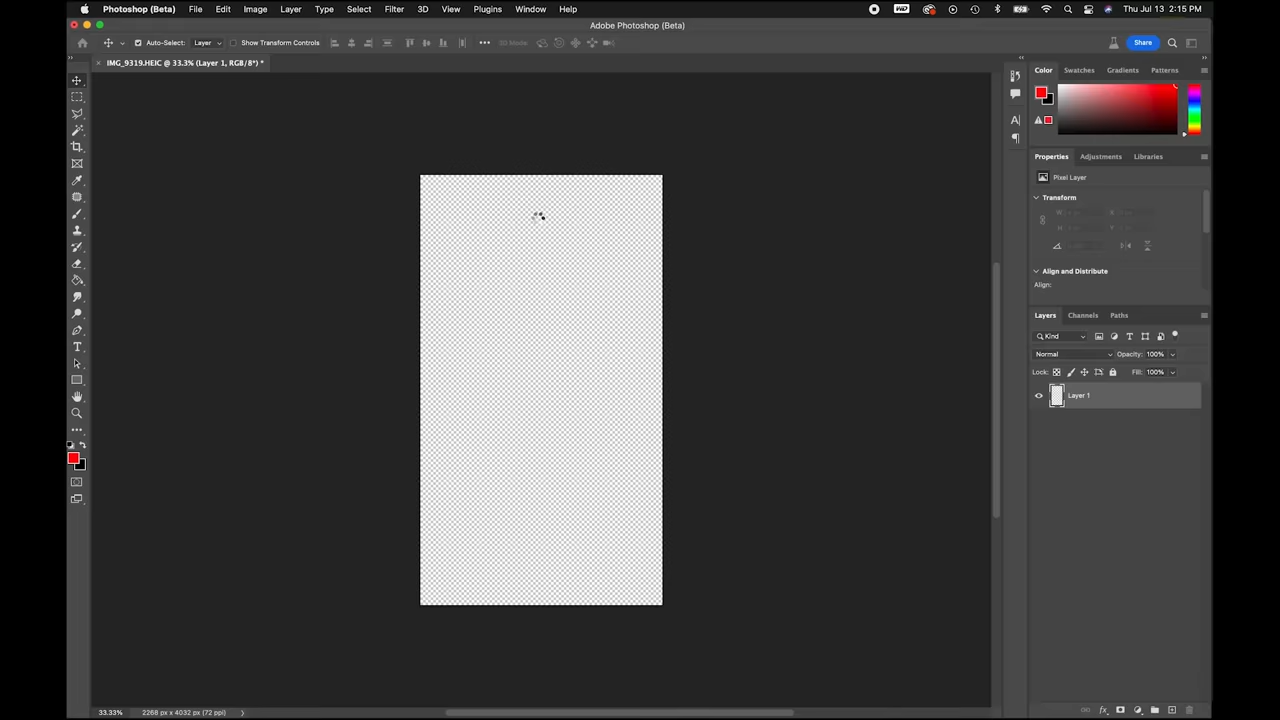 Photoshop (Beta) File Edit Image Layer Type Select Filter 3D View Plugins Window Help WD Thu Jul 13 2:15 PM
Adobe Photoshop (Beta)
Auto-Select: Layer Show Transform Controls 3D Mode: Share
IMG_9319.HEIC @ 33.3% (Layer 1, RGB/8*) *
Color Swatches Gradients Patterns
Properties Adjustments Libraries
Pixel Layer
Transform
Align and Distribute
Align:
Layers Channels Paths
Kind
Normal Opacity: 100%
Lock: Fill: 100%
Layer 1
33.33% 2268 px x 4032 px (72 ppi)